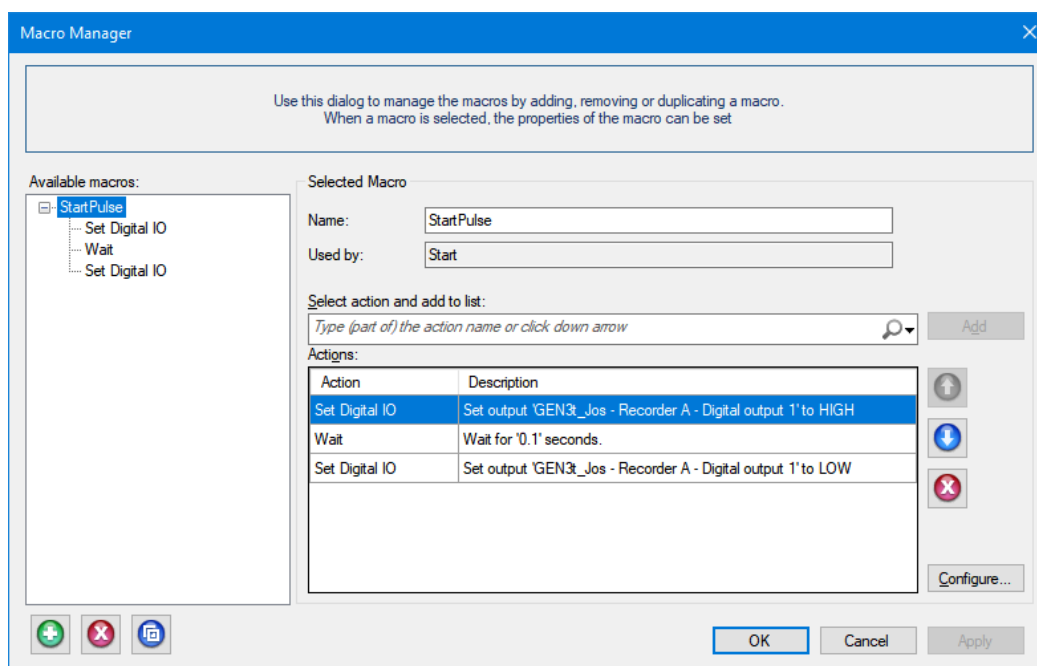 Macro Manager
Use this dialog to manage the macros by adding, removing or duplicating a macro.
When a macro is selected, the properties of the macro can be set
Available macros:
StartPulse
Set Digital IO
Wait
Set Digital IO
Selected Macro
Name:
StartPulse
Used by:
Start
Select action and add to list:
Type (part of) the action name or click down arrow
Add
Actions:
Action Description
Set Digital IO Set output 'GEN3t_Jos - Recorder A - Digital output 1' to HIGH
Wait Wait for '0.1' seconds.
Set Digital IO Set output 'GEN3t_Jos - Recorder A - Digital output 1' to LOW
Configure...
OK
Cancel
Apply